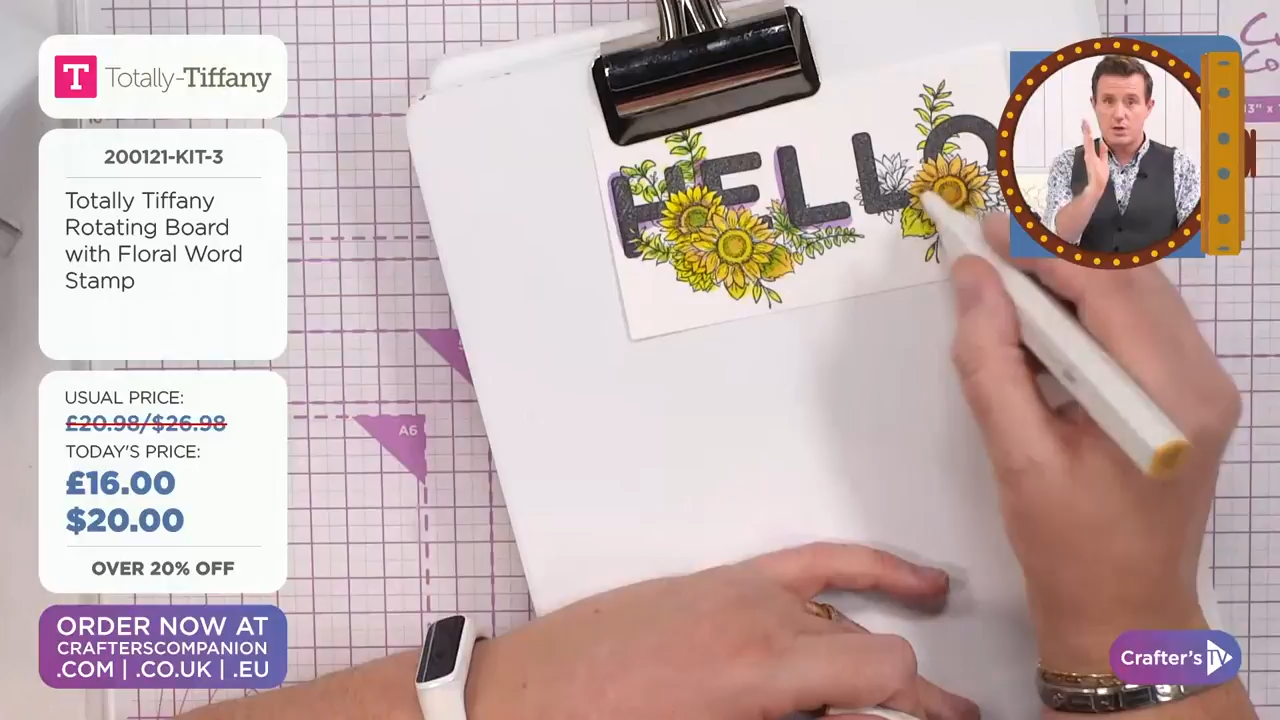 T Totally-Tiffany
200121-KIT-3
Totally Tiffany
Rotating Board
with Floral Word
Stamp
USUAL PRICE:
£20.98/$26.98
TODAY'S PRICE:
£16.00
$20.00
OVER 20% OFF
ORDER NOW AT
CRAFTERSCOMPANION
.COM | .CO.UK | .EU
HELLO
A6
13" x
Crafter's TV